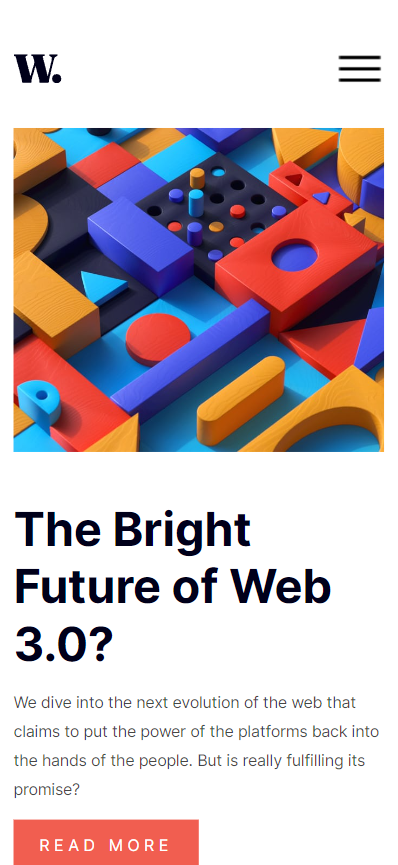 W.
The Bright
Future of Web
3.0?
We dive into the next evolution of the web that
claims to put the power of the platforms back into
the hands of the people. But is really fulfilling its
promise?
READ MORE